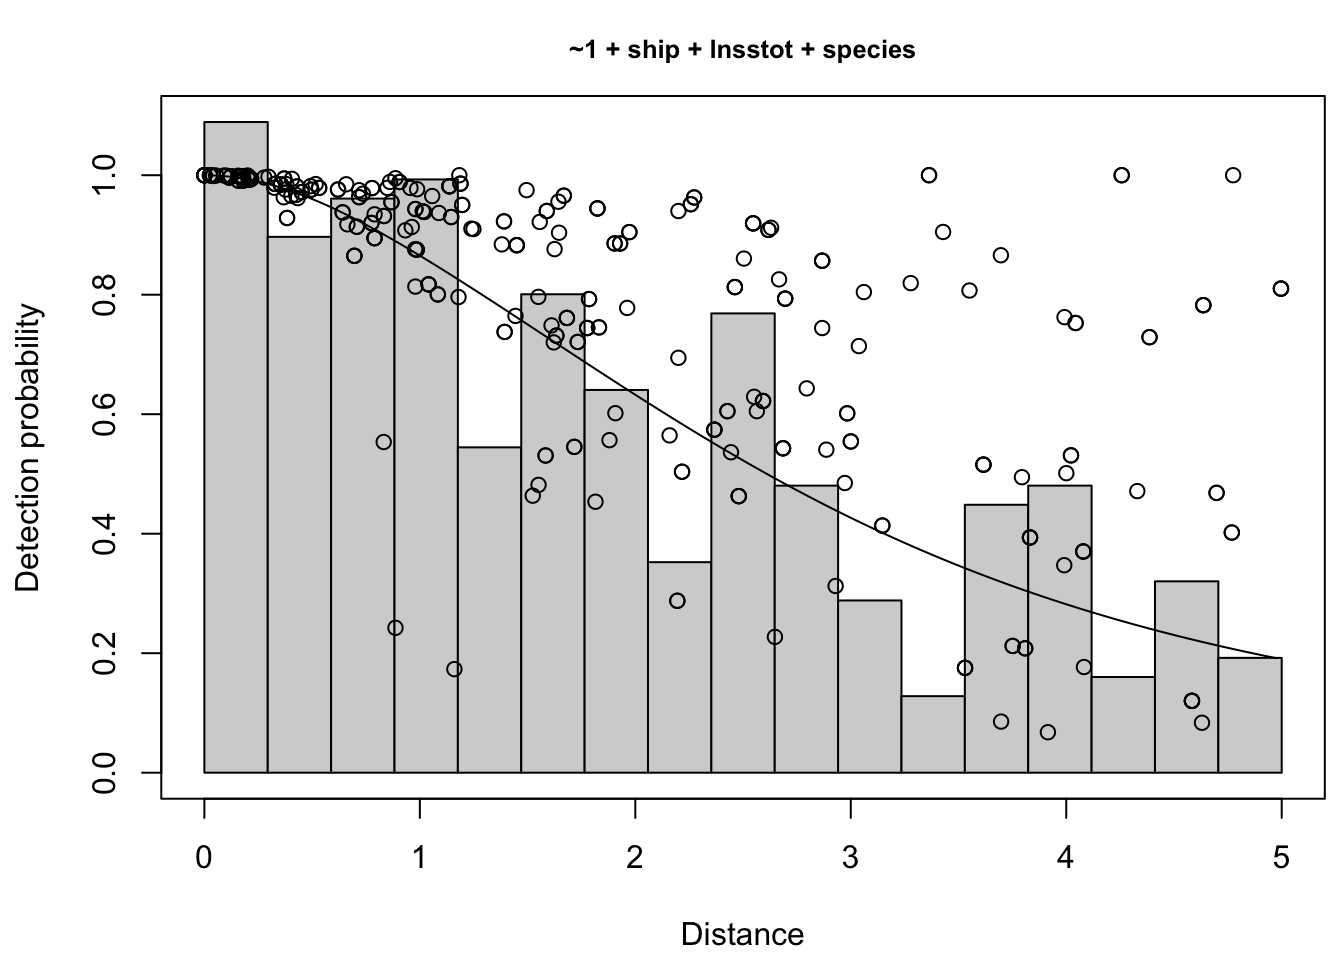 ~1 + ship + lnsstot + species
Detection probability
1.0
0.8
0.6
0.4
0.2
0.0
0 1 2 3 4 5
Distance